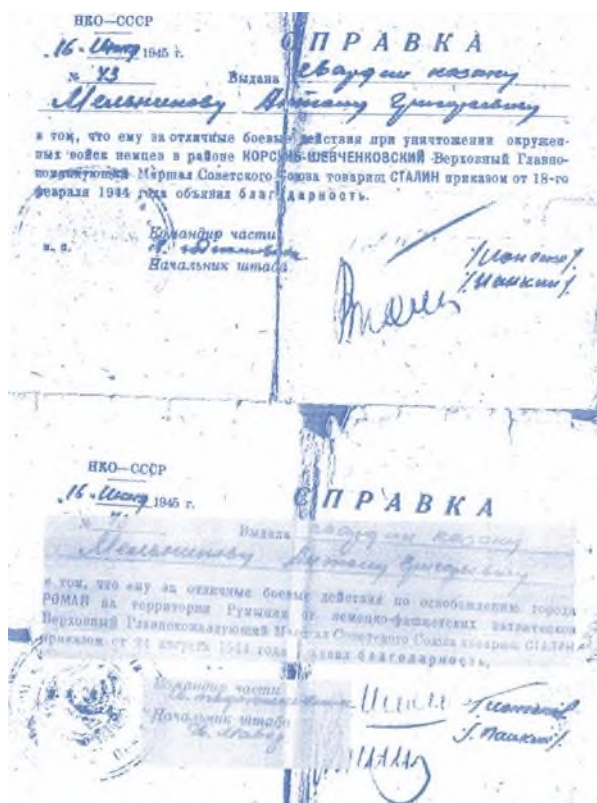 НКО—СССР
„16“ 1945 г.
СПРАВКА
№ 43 Выдана гвардии казаку
Мельникову Антону Григорьевичу
в том, что ему за отличные боевые действия при уничтожении окружен-
ных войск немцев в районе КОРСУНЬ-ШЕВЧЕНКОВСКИЙ Верховный Главно-
командующий Маршал Советского Союза товарищ СТАЛИН приказом от 18-го
февраля 1944 года объявил благодарность.
Командир части
м. п.
Начальник штаба
НКО—СССР
„16“ 1945 г.
СПРАВКА
№ Выдана гвардии казаку
Мельникову Антону Григорьевичу
в том, что ему за отличные боевые действия по освобождению города
РОМАН на территории Румынии от немецко-фашистских захватчиков
Верховный Главнокомандующий Маршал Советского Союза товарищ СТАЛИН
приказом от 21 августа 1944 года объявил благодарность.
Командир части
Начальник штаба